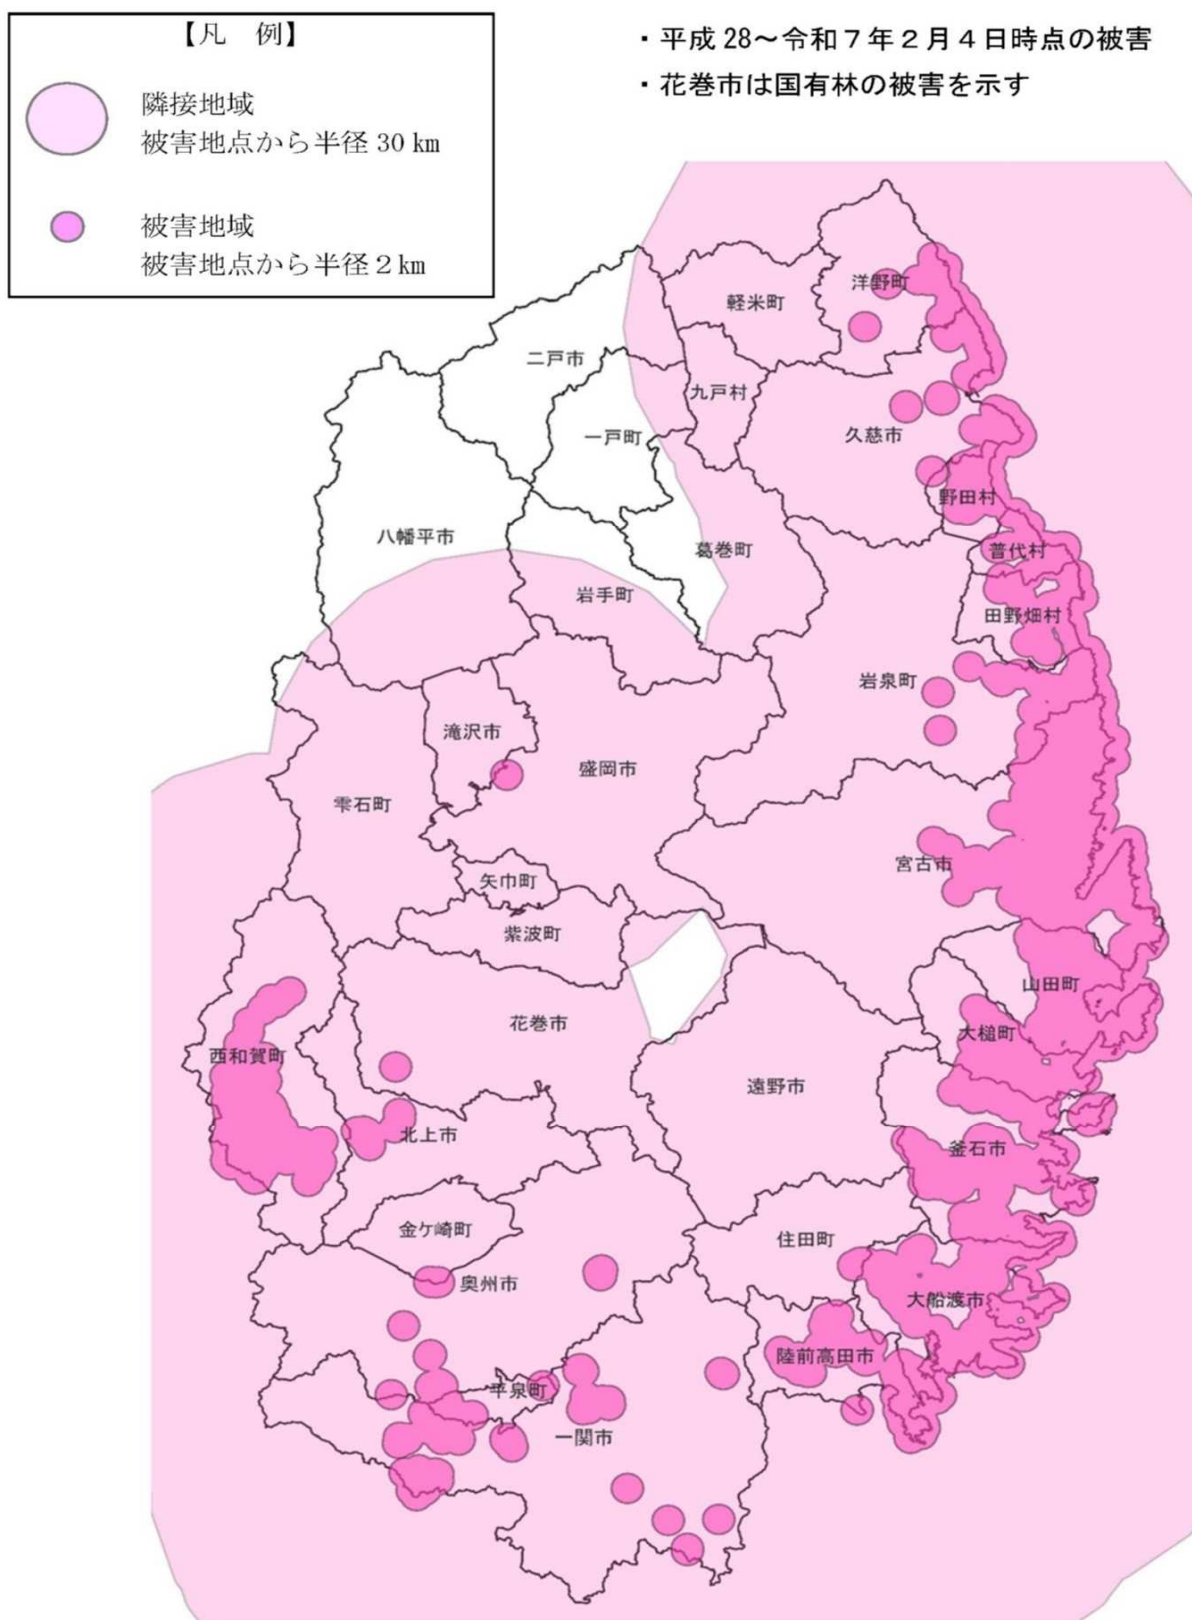 【凡　例】
隣接地域
被害地点から半径 30 ㎞
被害地域
被害地点から半径２㎞
・平成 28～令和７年２月４日時点の被害
・花巻市は国有林の被害を示す
洋野町
軽米町
二戸市
九戸村
一戸町
久慈市
野田村
八幡平市
葛巻町
普代村
岩手町
田野畑村
岩泉町
滝沢市
盛岡市
雫石町
宮古市
矢巾町
紫波町
山田町
花巻市
大槌町
西和賀町
遠野市
北上市
釜石市
金ケ崎町
住田町
奥州市
大船渡市
陸前高田市
平泉町
一関市